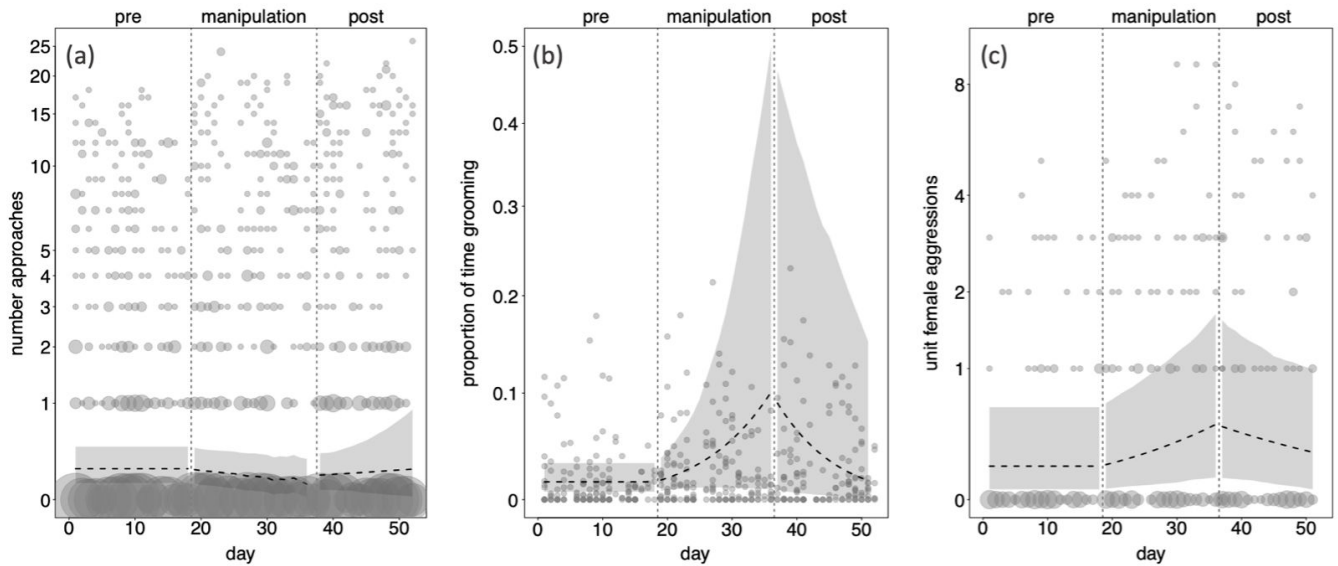 pre manipulation post
(a)
number approaches
25
20
15
10
5
4
3
2
1
0
0 10 20 30 40 50
day
pre manipulation post
(b)
proportion of time grooming
0.5
0.4
0.3
0.2
0.1
0
0 10 20 30 40 50
day
pre manipulation post
(c)
unit female aggressions
8
4
2
1
0
0 10 20 30 40 50
day